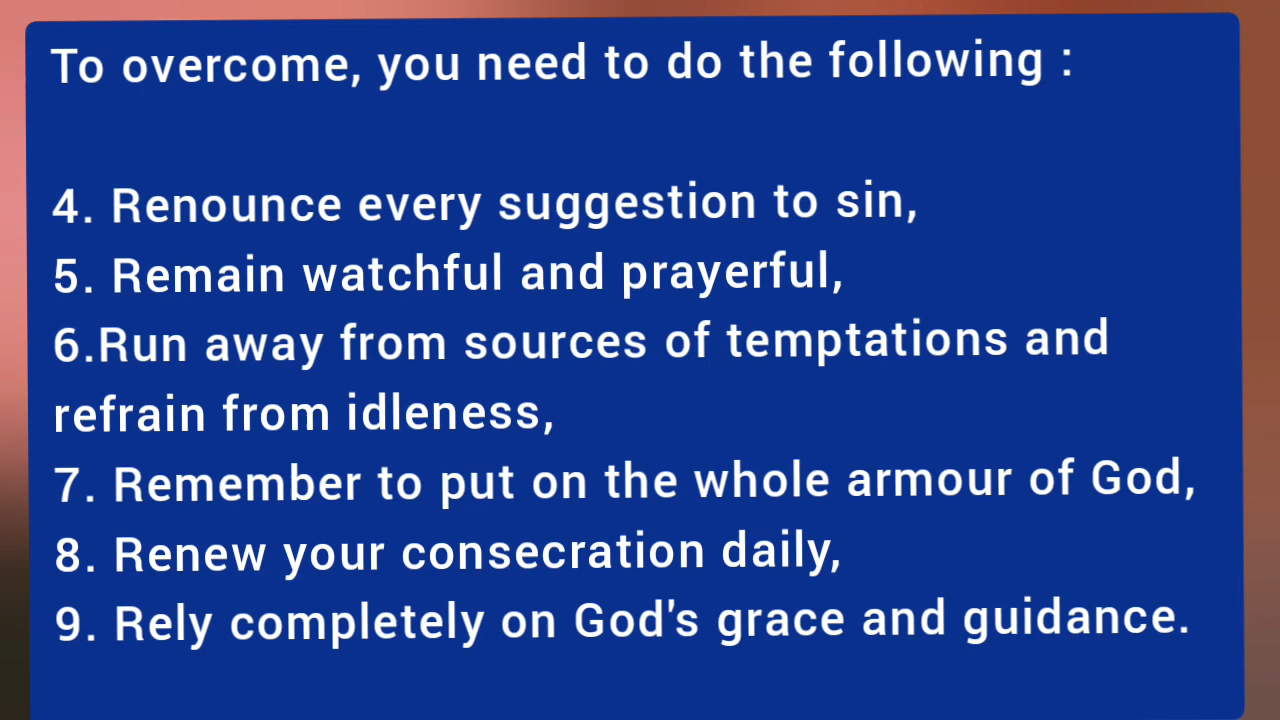 To overcome, you need to do the following :
4. Renounce every suggestion to sin,
5. Remain watchful and prayerful,
6.Run away from sources of temptations and
refrain from idleness,
7. Remember to put on the whole armour of God,
8. Renew your consecration daily,
9. Rely completely on God's grace and guidance.